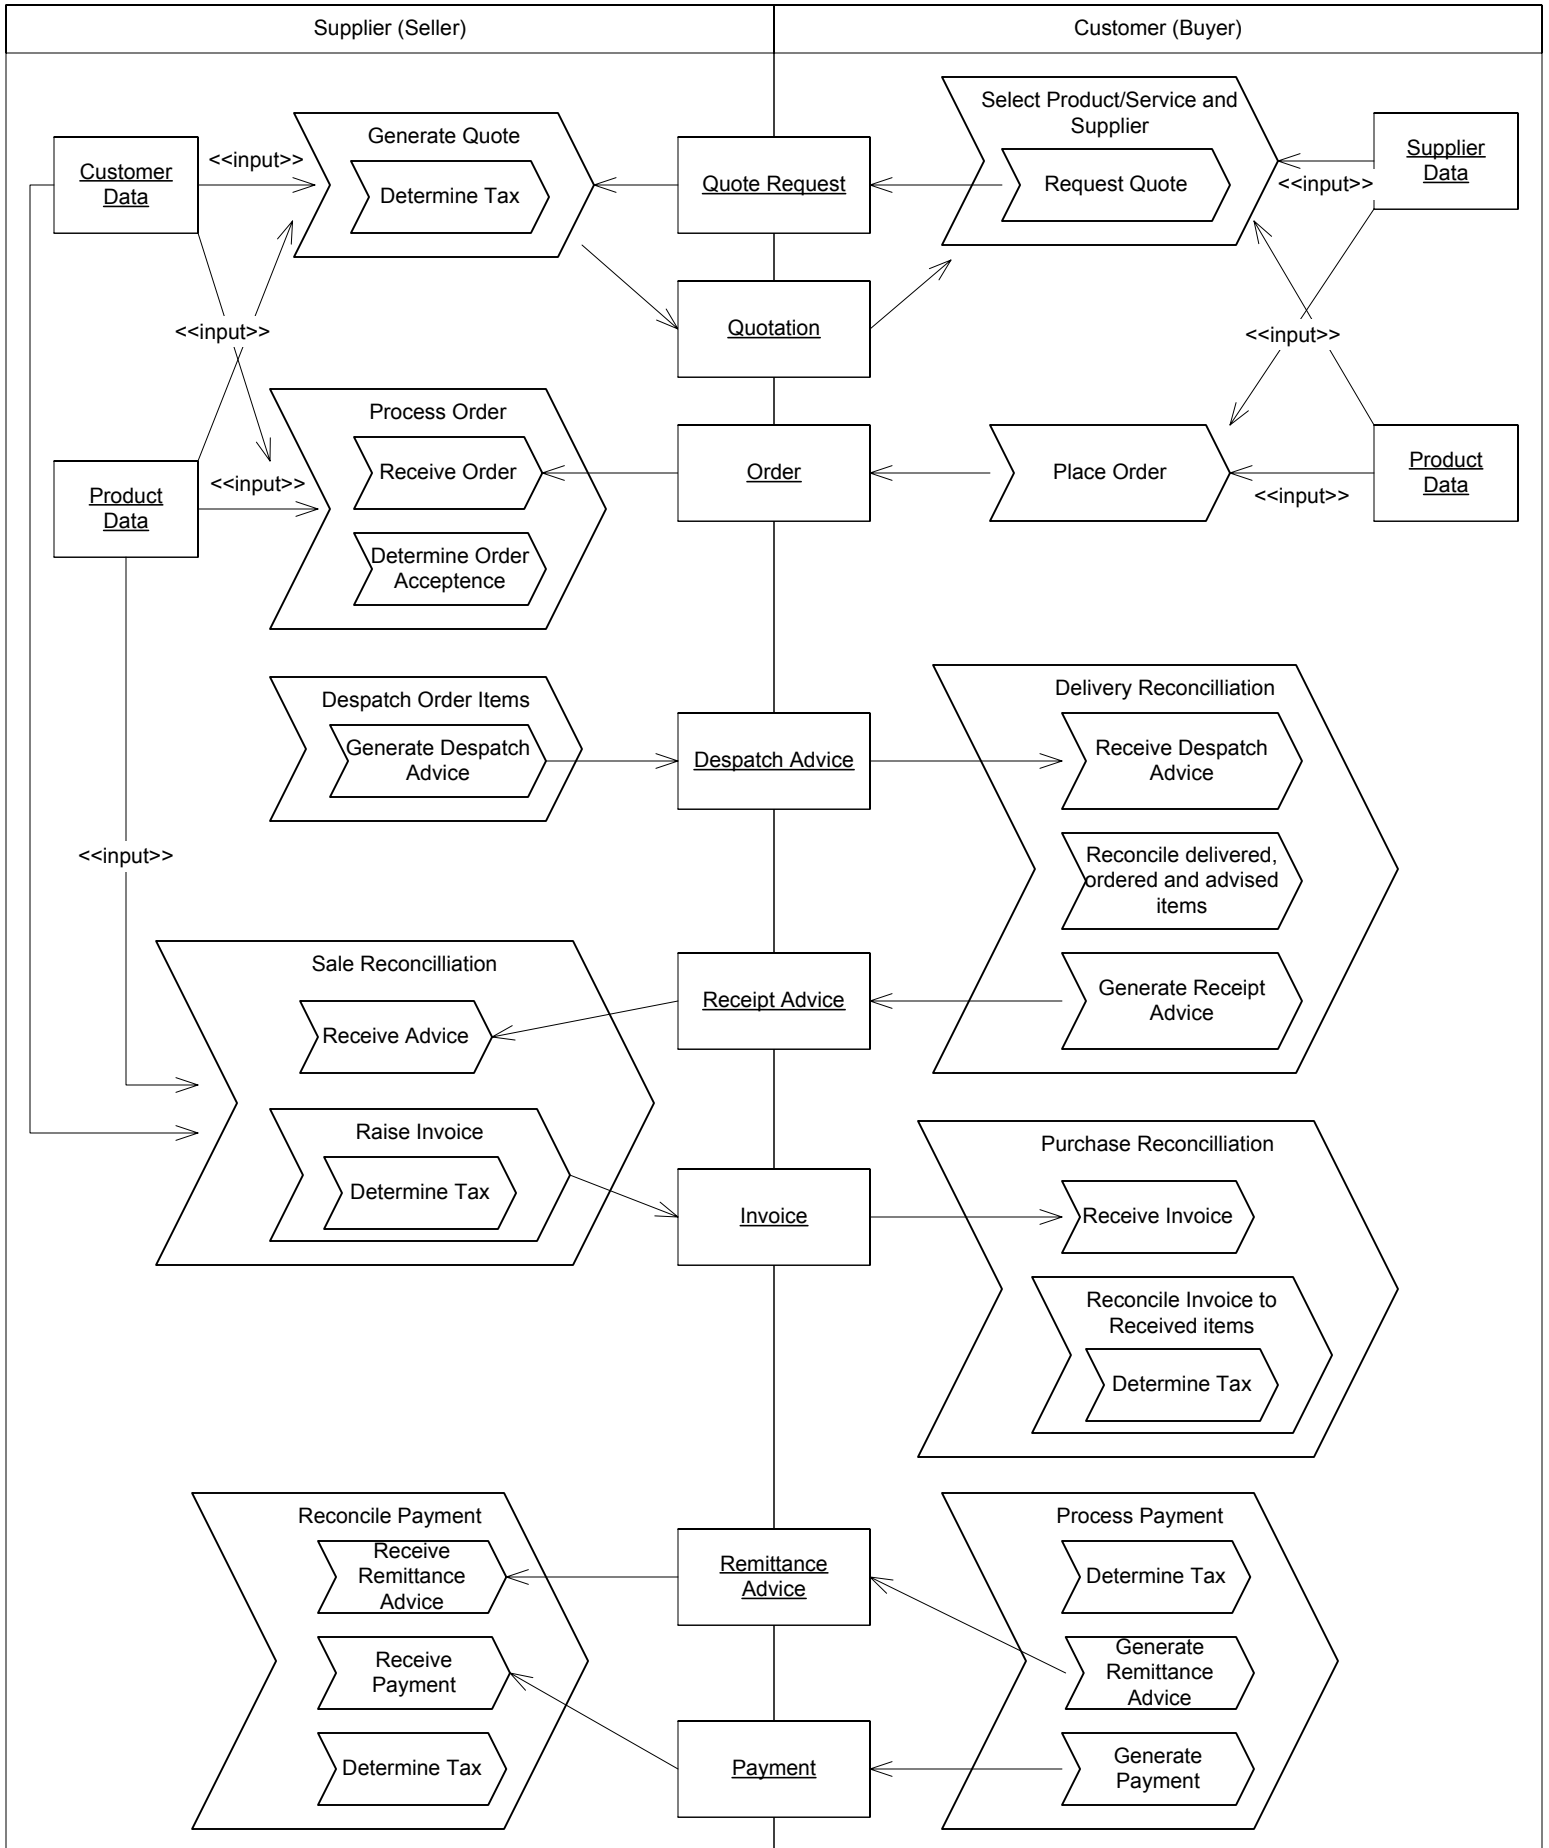 Supplier (Seller)
Customer (Buyer)
Customer
Data
<<input>>
Generate Quote
Determine Tax
Quote Request
Select Product/Service and
Supplier
Request Quote
<<input>>
Supplier
Data
<<input>>
Quotation
<<input>>
Product
Data
<<input>>
Process Order
Receive Order
Determine Order
Acceptence
Order
Place Order
<<input>>
Product
Data
Despatch Order Items
Generate Despatch
Advice
Despatch Advice
Delivery Reconcilliation
Receive Despatch
Advice
Reconcile delivered,
ordered and advised
items
Generate Receipt
Advice
<<input>>
Sale Reconcilliation
Receive Advice
Receipt Advice
Raise Invoice
Determine Tax
Invoice
Purchase Reconcilliation
Receive Invoice
Reconcile Invoice to
Received items
Determine Tax
Reconcile Payment
Receive
Remittance
Advice
Receive
Payment
Determine Tax
Remittance
Advice
Payment
Process Payment
Determine Tax
Generate
Remittance
Advice
Generate
Payment